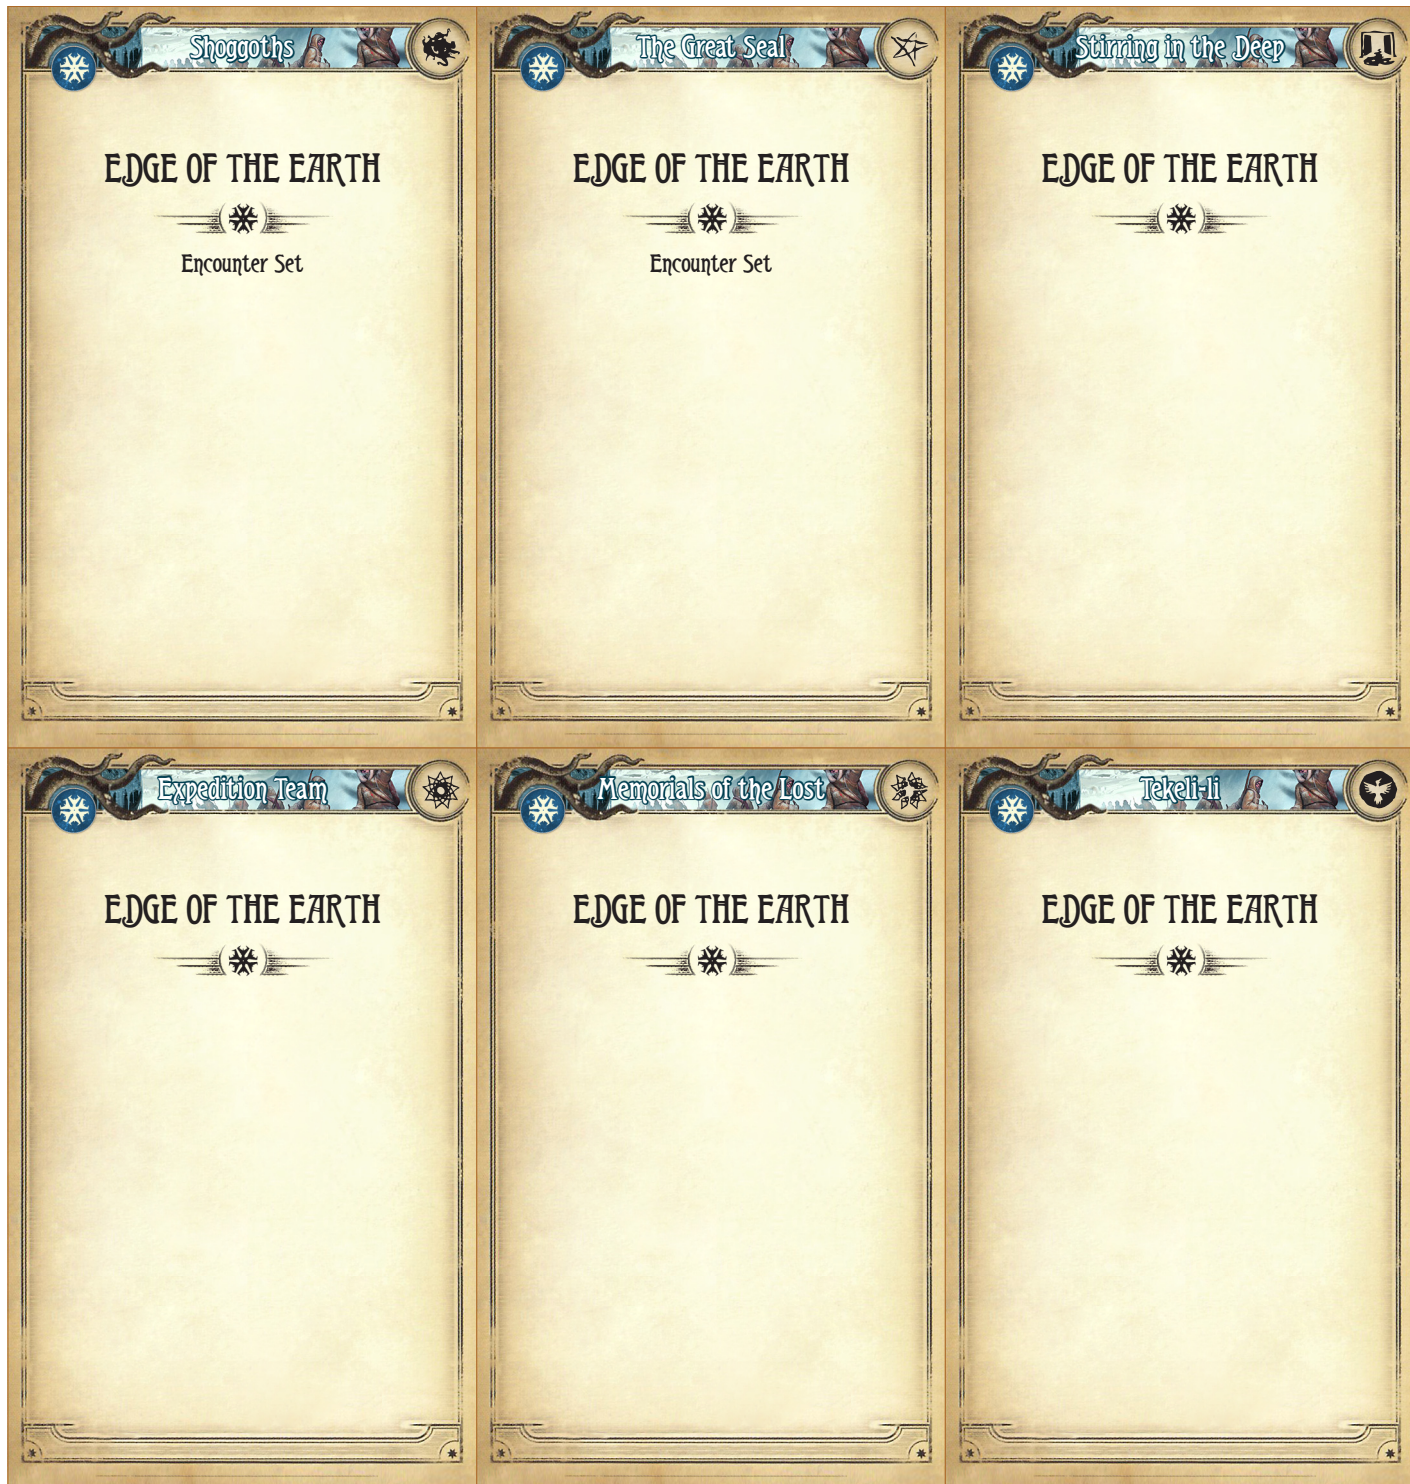 Shoggoths
EDGE OF THE EARTH
Encounter Set
The Great Seal
EDGE OF THE EARTH
Encounter Set
Stirring in the Deep
EDGE OF THE EARTH
Expedition Team
EDGE OF THE EARTH
Memorials of the Lost
EDGE OF THE EARTH
Tekeli-li
EDGE OF THE EARTH